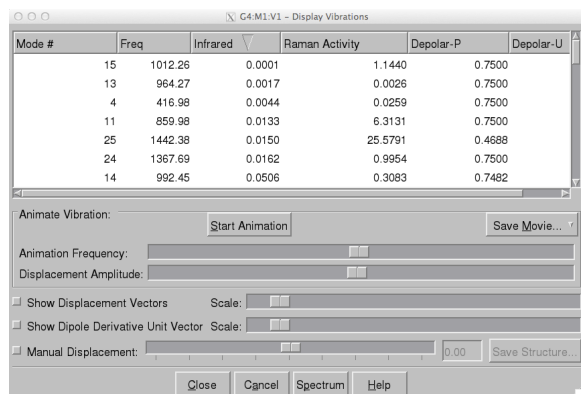 G4:M1:V1 - Display Vibrations
Mode # Freq Infrared Raman Activity Depolar-P Depolar-U
15 1012.26 0.0001 1.1440 0.7500
13 964.27 0.0017 0.0026 0.7500
4 416.98 0.0044 0.0259 0.7500
11 859.98 0.0133 6.3131 0.7500
25 1442.38 0.0150 25.5791 0.4688
24 1367.69 0.0162 0.9954 0.7500
14 992.45 0.0506 0.3083 0.7482
Animate Vibration:
Start Animation Save Movie...
Animation Frequency:
Displacement Amplitude:
Show Displacement Vectors Scale:
Show Dipole Derivative Unit Vector Scale:
Manual Displacement: 0.00 Save Structure...
Close Cancel Spectrum Help